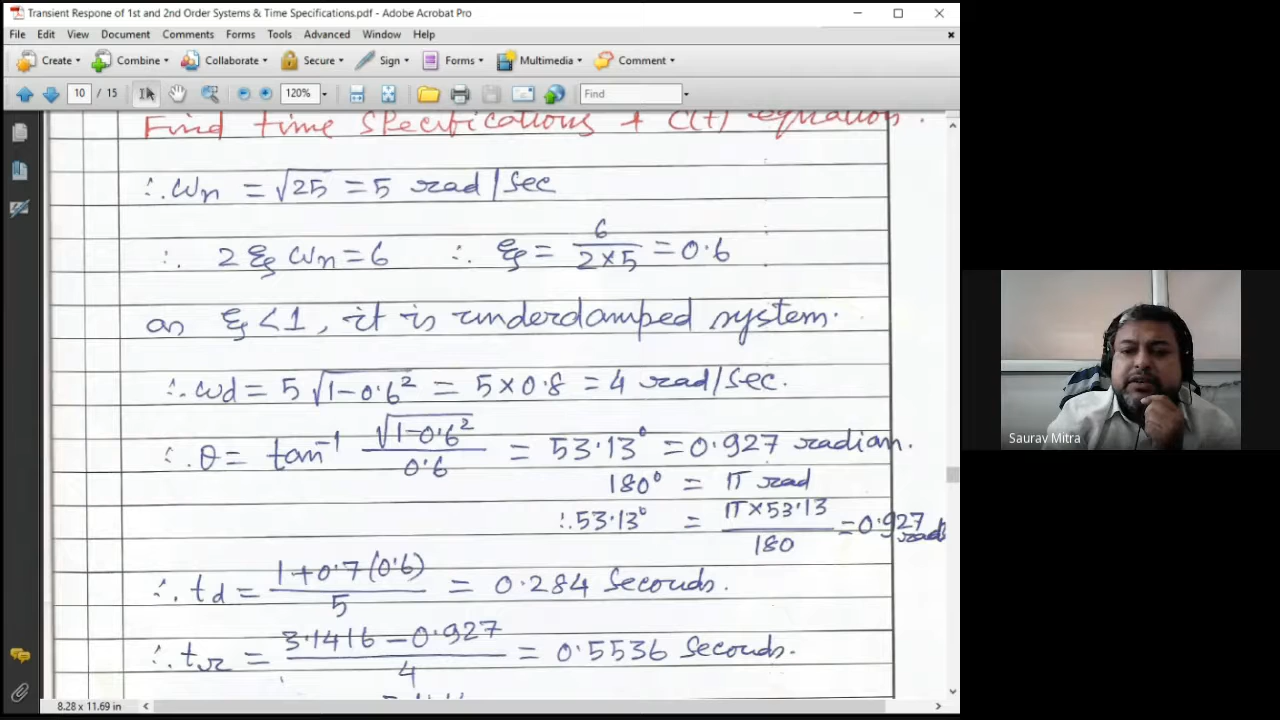 Transient Respone of 1st and 2nd Order Systems & Time Specifications.pdf - Adobe Acrobat Pro
File Edit View Document Comments Forms Tools Advanced Window Help
Create Combine Collaborate Secure Sign Forms Multimedia Comment
10 / 15 120% Find
Find time specifications + C(t) equation.
∴ ωn = √25 = 5 rad/sec
∴ 2ξωn = 6 ∴ ξ = 6/(2×5) = 0.6
as ξ < 1, it is underdamped system.
∴ ωd = 5√(1-0.6²) = 5 × 0.8 = 4 rad/sec.
∴ θ = tan⁻¹ √(1-0.6²)/0.6 = 53.13° = 0.927 radian.
180° = π rad
∴ 53.13° = π×53.13/180 = 0.927 rad
∴ td = 1+0.7(0.6)/5 = 0.284 seconds.
∴ tr = 3.1416 - 0.927/4 = 0.5536 seconds.
8.28 x 11.69 in
Saurav Mitra